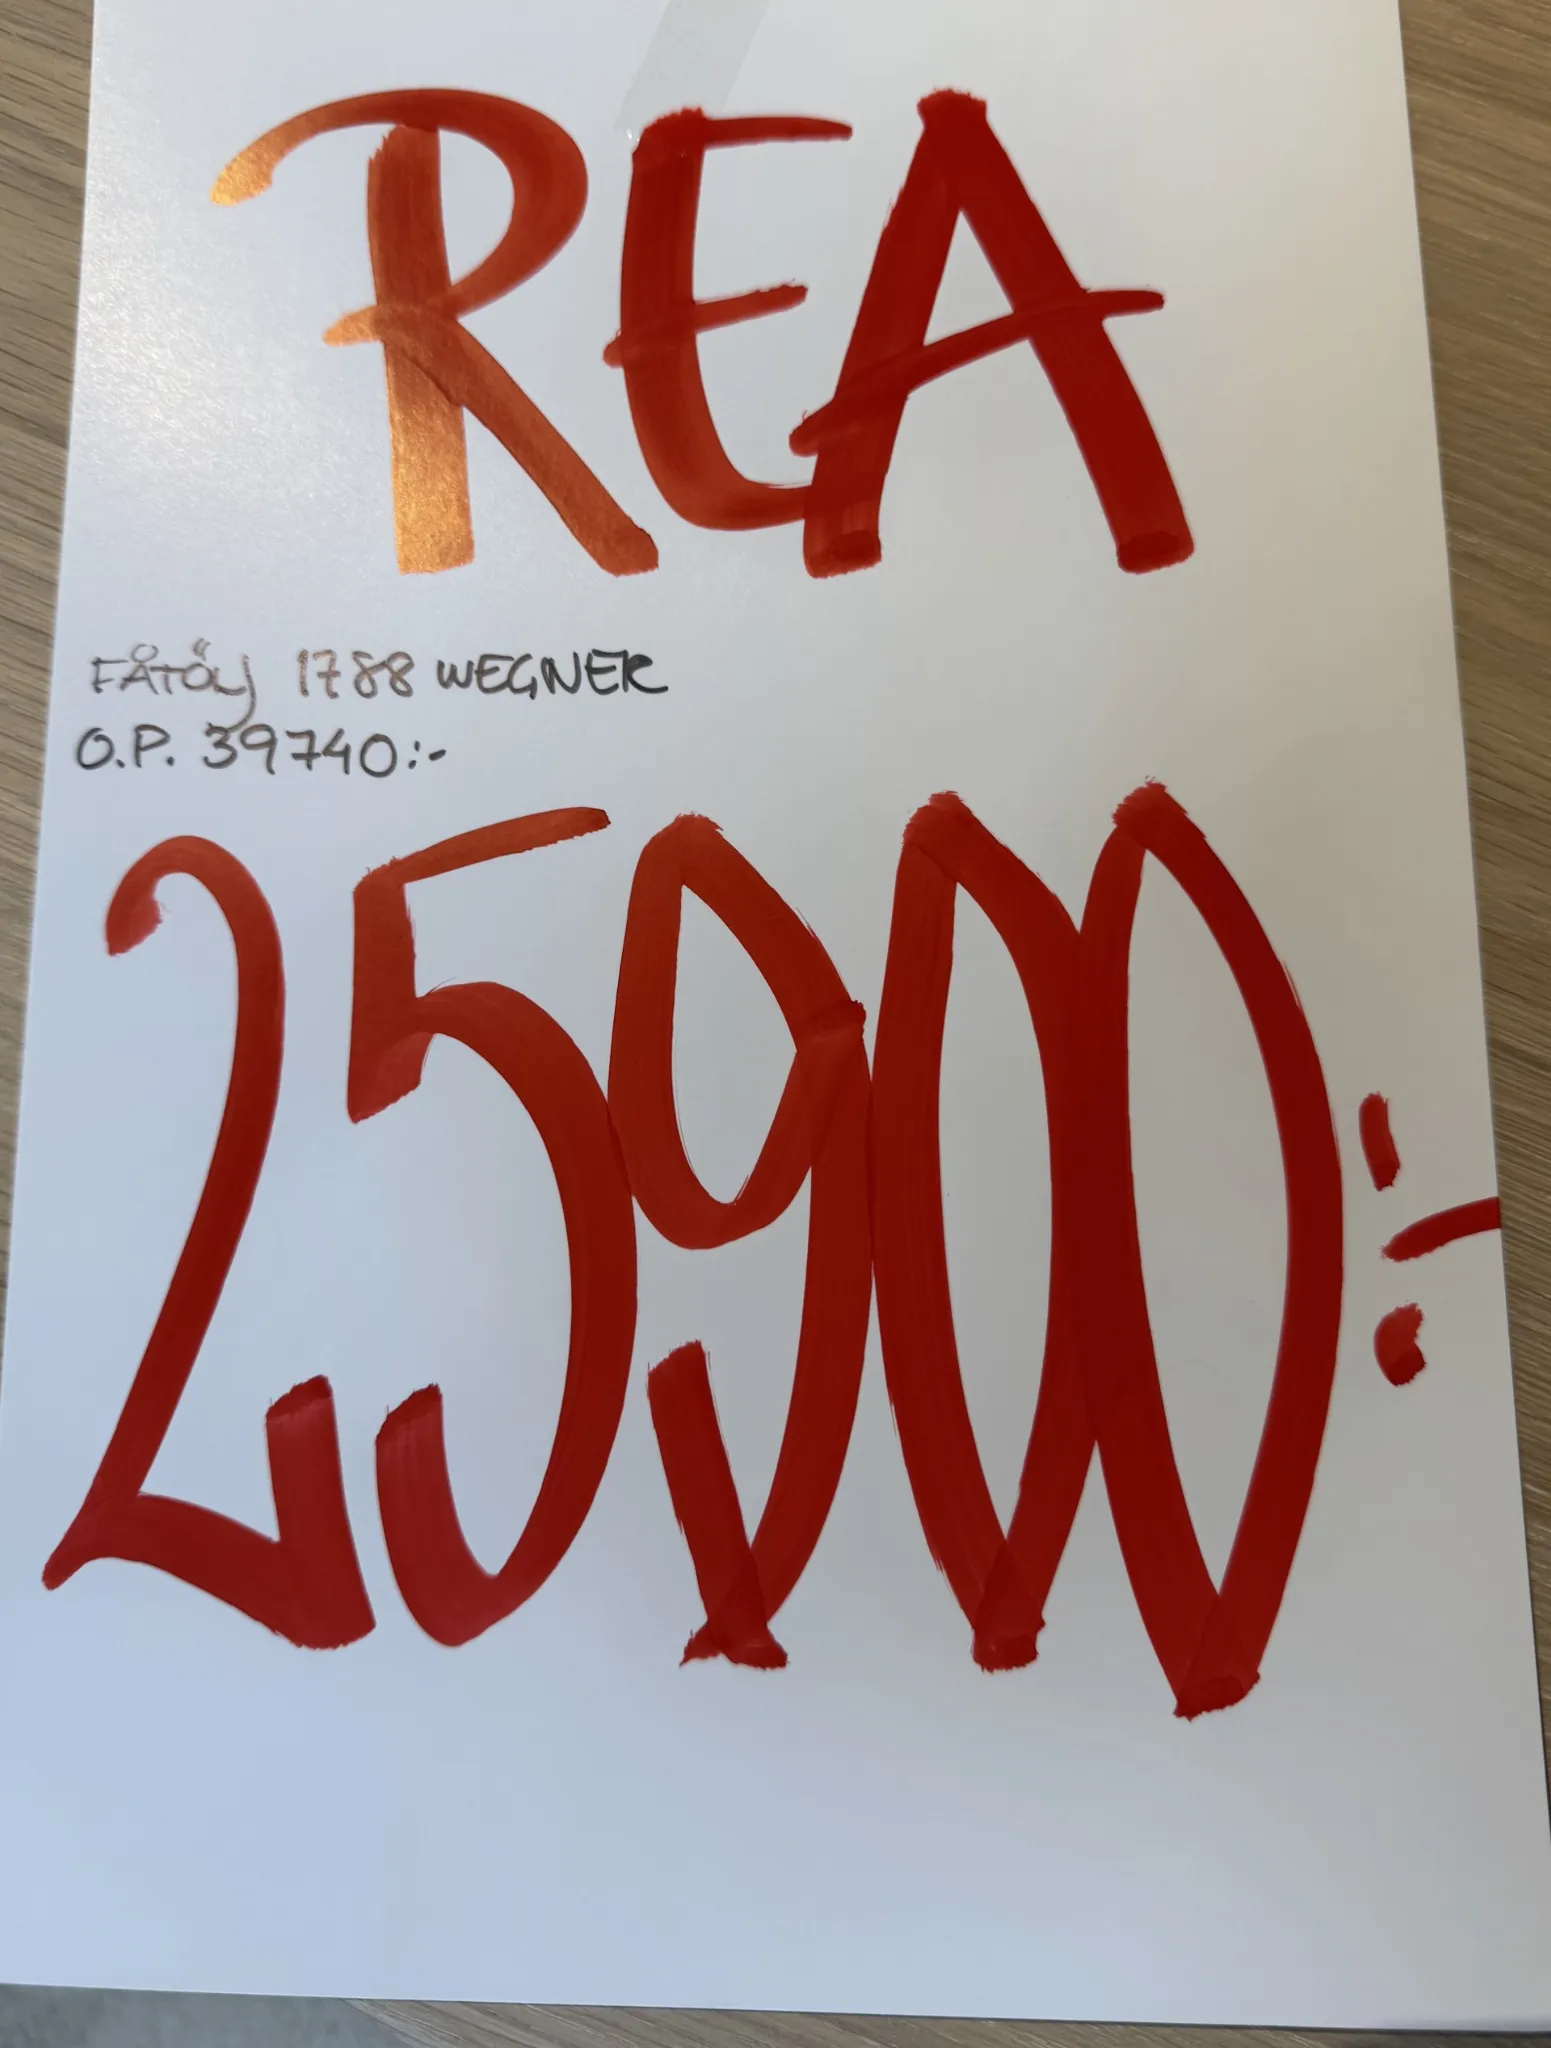 REA
FÅTÖLJ 1788 WEGNER
O.P. 39740:-
25900:-